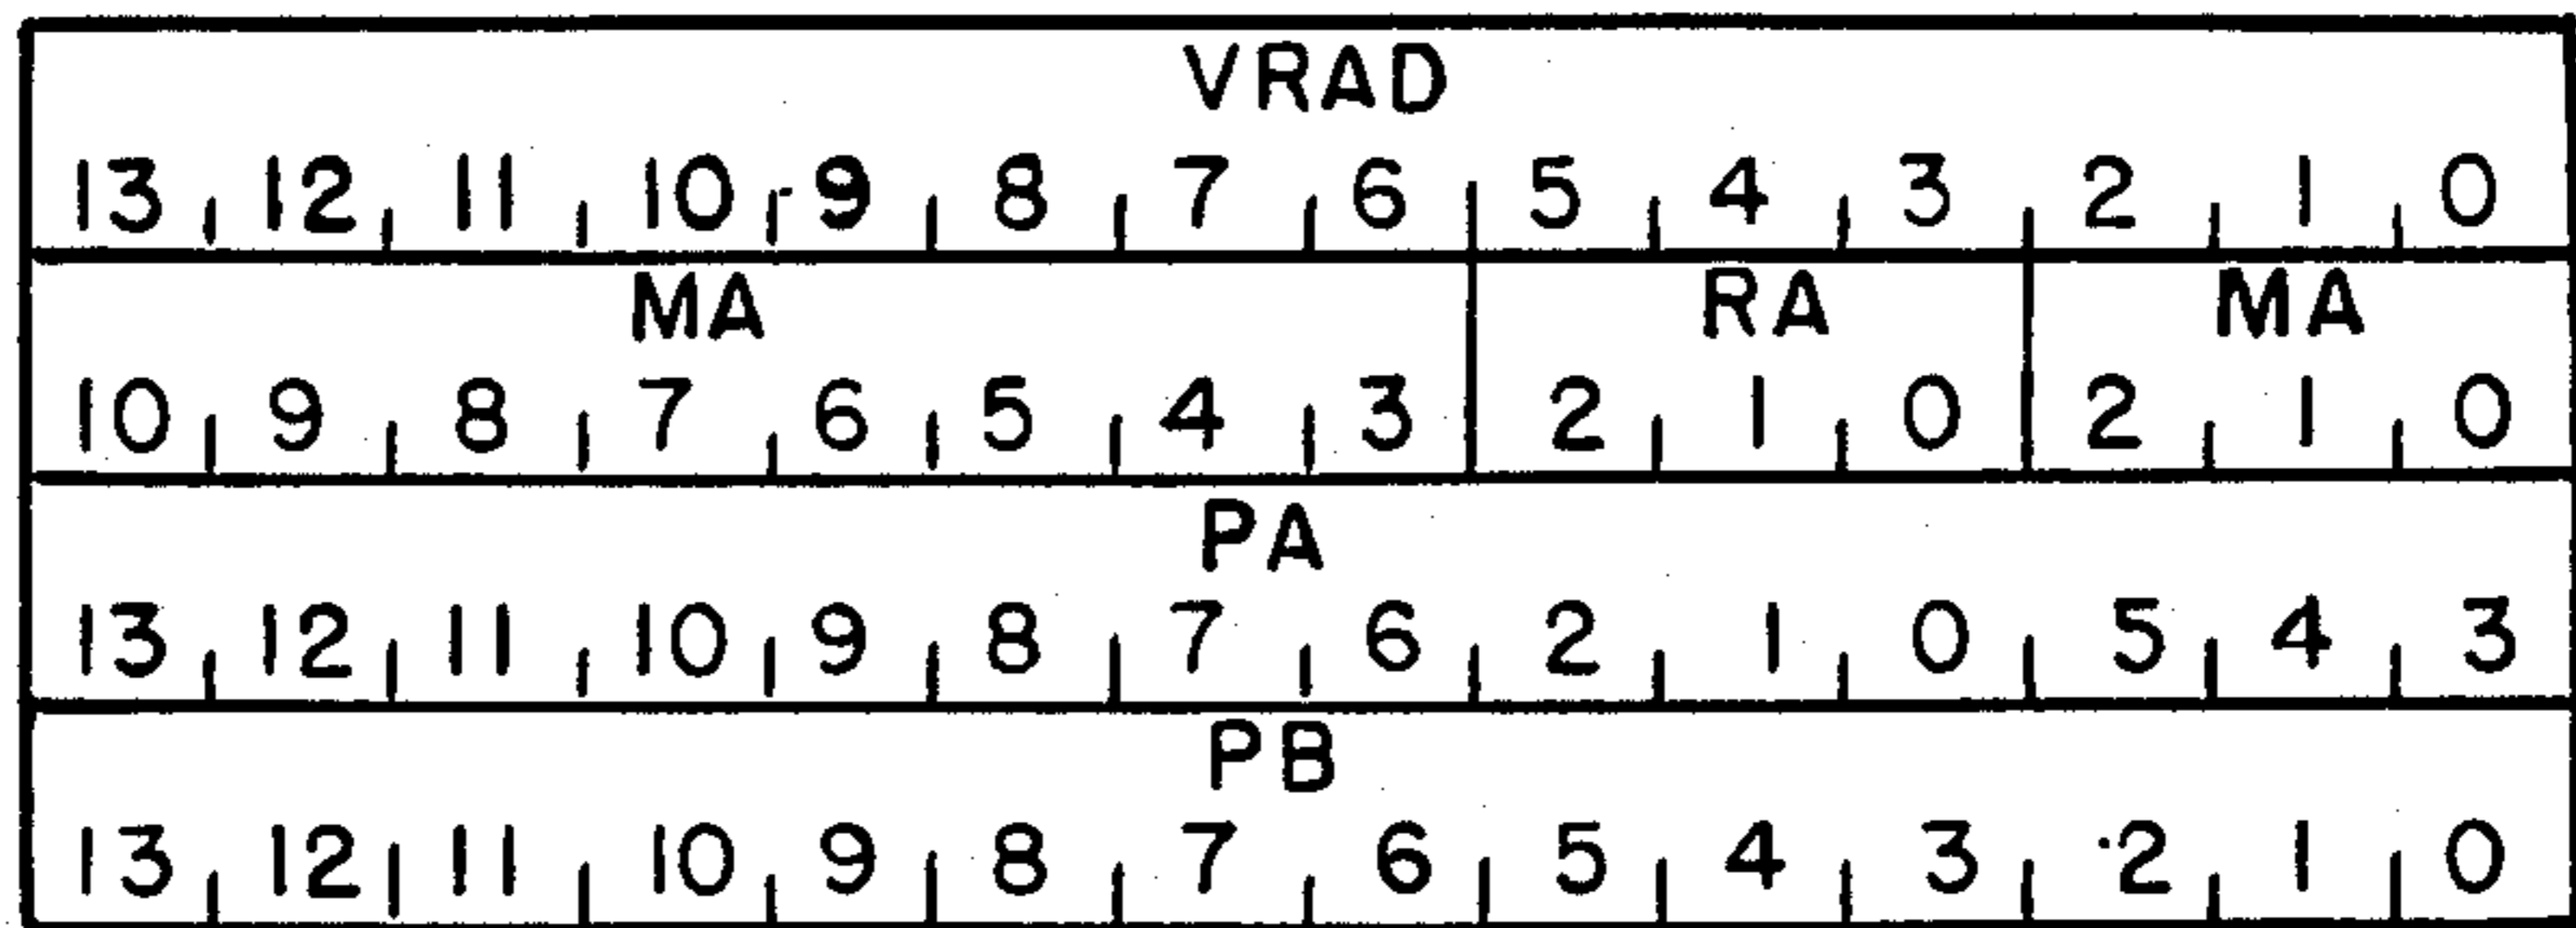 VRAD
13 12 11 10 9 8 7 6 5 4 3 2 1 0
MA RA MA
10 9 8 7 6 5 4 3 2 1 0 2 1 0
PA
13 12 11 10 9 8 7 6 2 1 0 5 4 3
PB
13 12 11 10 9 8 7 6 5 4 3 2 1 0